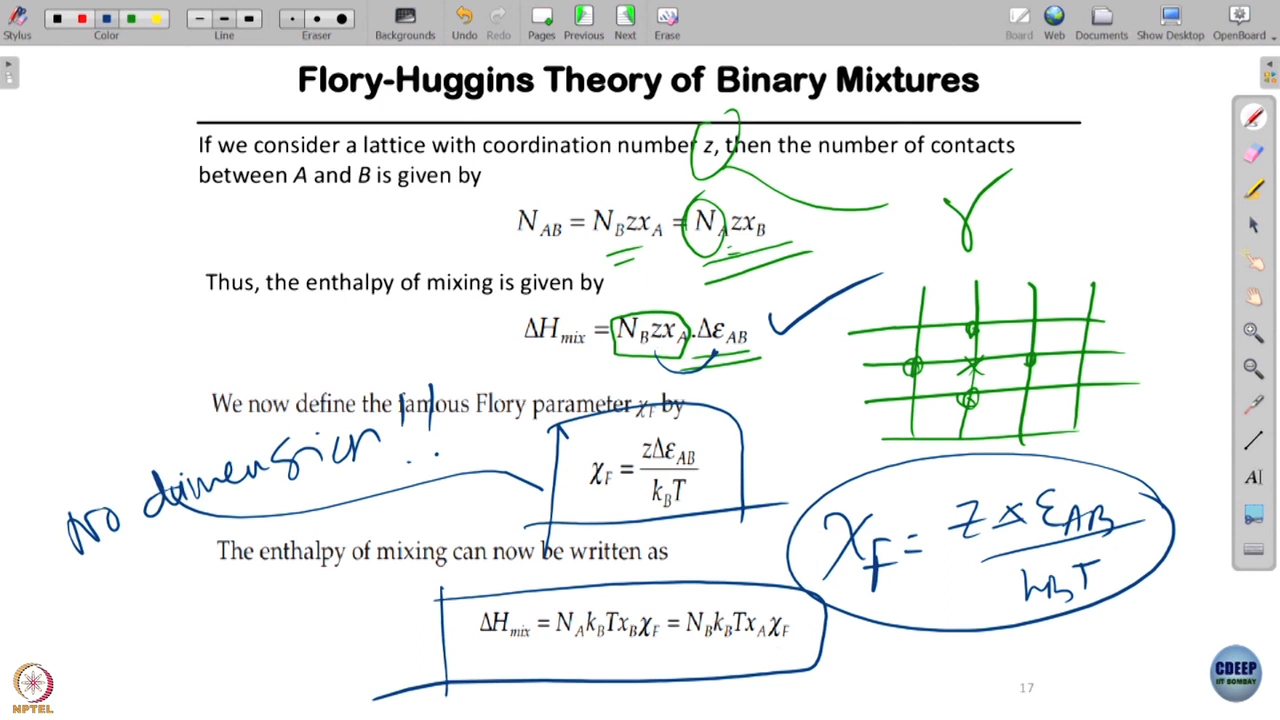 Stylus Color Line Eraser Backgrounds Undo Redo Pages Previous Next Erase Board Web Documents Show Desktop OpenBoard
Flory-Huggins Theory of Binary Mixtures
If we consider a lattice with coordination number z, then the number of contacts
between A and B is given by
N_AB = N_B z x_A = N_A z x_B
γ
Thus, the enthalpy of mixing is given by
ΔH_mix = N_B z x_A . Δε_AB
We now define the famous Flory parameter χ_F by
No dimension!!
χ_F = zΔε_AB / k_BT
χ_F = z Δ ε_AB / k_B T
The enthalpy of mixing can now be written as
ΔH_mix = N_A k_B T x_B χ_F = N_B k_B T x_A χ_F
17
NPTEL
CDEEP
IIT BOMBAY